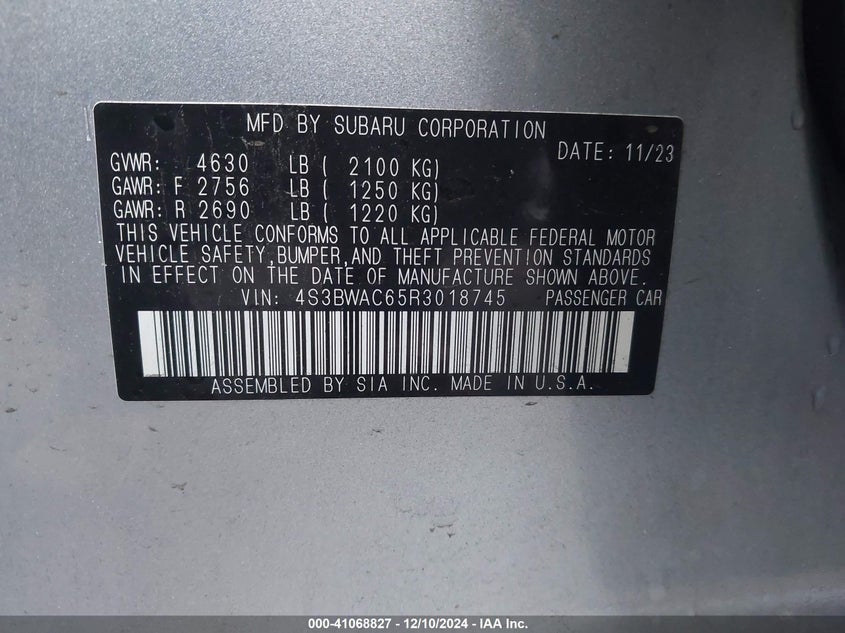 MFD BY SUBARU CORPORATION
DATE: 11/23
GVWR: 4630 LB ( 2100 KG)
GAWR: F 2756 LB ( 1250 KG)
GAWR: R 2690 LB ( 1220 KG)
THIS VEHICLE CONFORMS TO ALL APPLICABLE FEDERAL MOTOR
VEHICLE SAFETY,BUMPER,AND THEFT PREVENTION STANDARDS
IN EFFECT ON THE DATE OF MANUFACTURE SHOWN ABOVE.
VIN: 4S3BWAC65R3018745 PASSENGER CAR
ASSEMBLED BY SIA INC. MADE IN U.S.A.
000-41068827 - 12/10/2024 - IAA Inc.